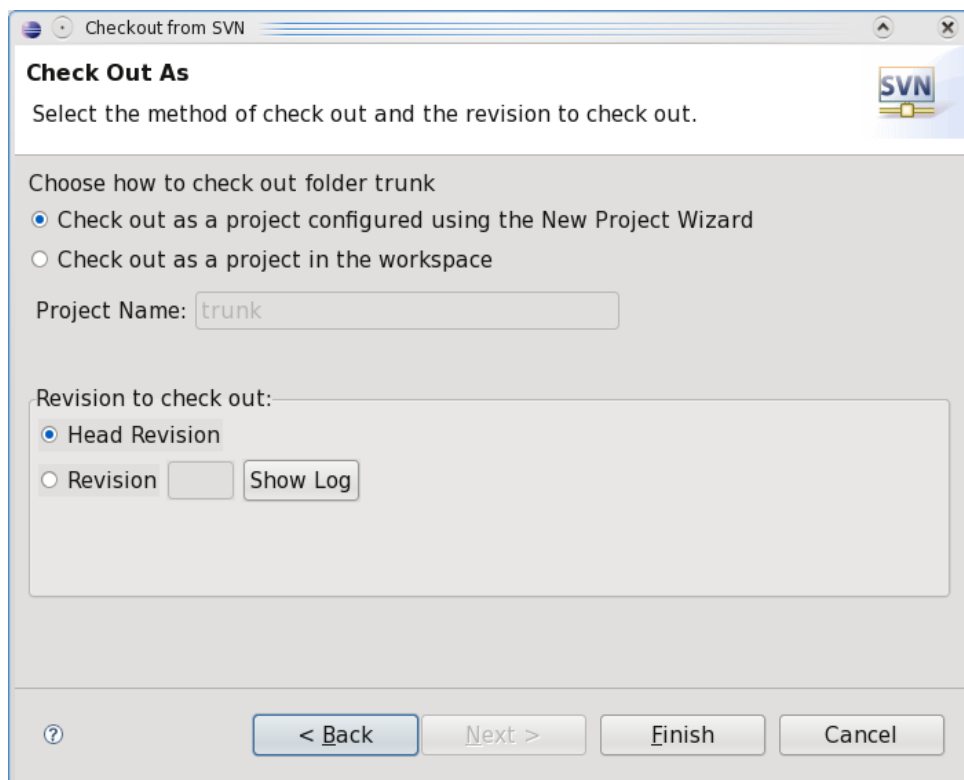 Checkout from SVN
Check Out As
SVN
Select the method of check out and the revision to check out.
Choose how to check out folder trunk
Check out as a project configured using the New Project Wizard
Check out as a project in the workspace
Project Name: trunk
Revision to check out:
Head Revision
Revision Show Log
? < Back Next > Finish Cancel